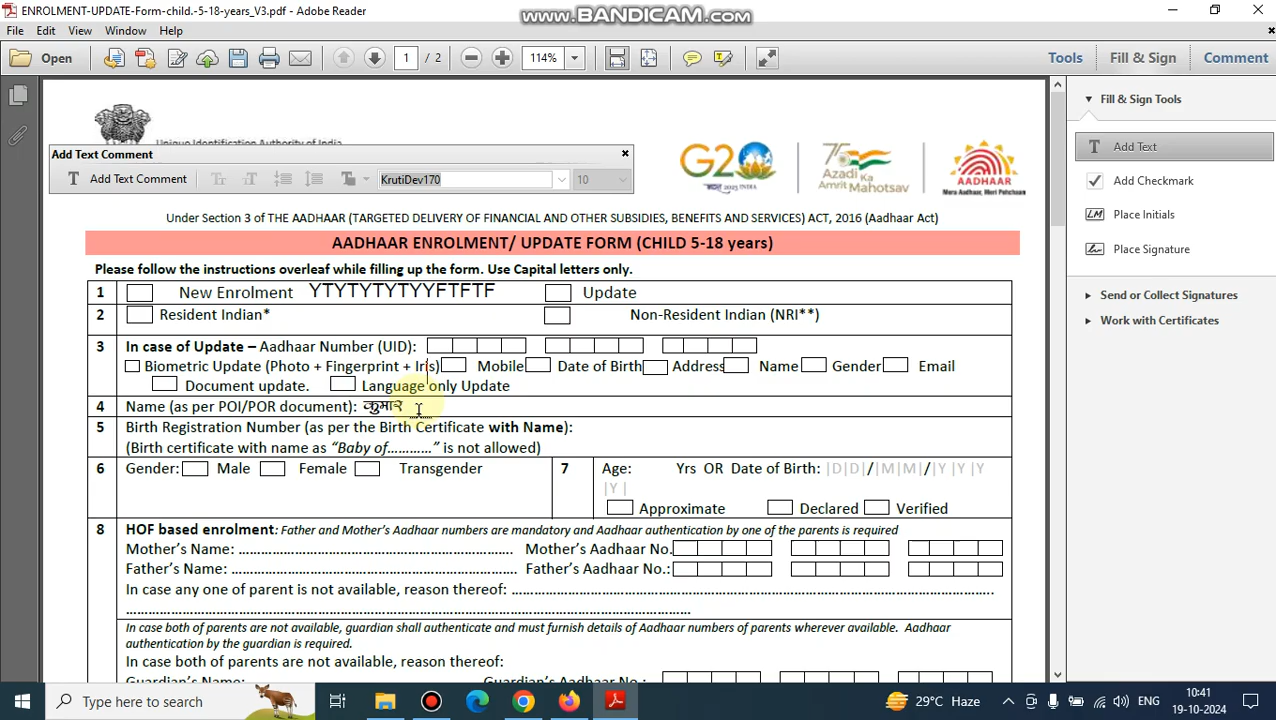 ENROLMENT-UPDATE-Form-child.-5-18-years_V3.pdf - Adobe Reader
www.BANDICAM.com
File Edit View Window Help
Open 1 / 2 114% Tools Fill & Sign Comment
Fill & Sign Tools
Add Text
Add Checkmark
Place Initials
Place Signature
Send or Collect Signatures
Work with Certificates
Unique Identification Authority of India
Add Text Comment
Add Text Comment KrutiDev170 10
G20
75 Azadi Ka Amrit Mahotsav
AADHAAR
Mera Aadhaar, Meri Pehchaan
Under Section 3 of THE AADHAAR (TARGETED DELIVERY OF FINANCIAL AND OTHER SUBSIDIES, BENEFITS AND SERVICES) ACT, 2016 (Aadhaar Act)
AADHAAR ENROLMENT/ UPDATE FORM (CHILD 5-18 years)
Please follow the instructions overleaf while filling up the form. Use Capital letters only.
1 New Enrolment YTYTYTYTYYFTFTF Update
2 Resident Indian* Non-Resident Indian (NRI**)
3 In case of Update – Aadhaar Number (UID):
Biometric Update (Photo + Fingerprint + Iris) Mobile Date of Birth Address Name Gender Email
Document update. Language only Update
4 Name (as per POI/POR document): कुमार
5 Birth Registration Number (as per the Birth Certificate with Name):
(Birth certificate with name as “Baby of…………” is not allowed)
6 Gender: Male Female Transgender 7 Age: Yrs OR Date of Birth: |D|D|/|M|M|/|Y |Y |Y
|Y |
Approximate Declared Verified
8 HOF based enrolment: Father and Mother’s Aadhaar numbers are mandatory and Aadhaar authentication by one of the parents is required
Mother’s Name: ……………………………………………………. Mother’s Aadhaar No.
Father’s Name: ……………………………………………………… Father’s Aadhaar No.:
In case any one of parent is not available, reason thereof: ……………………………………………………………………………………………..
………………………………………………………………………………………………………………
In case both of parents are not available, guardian shall authenticate and must furnish details of Aadhaar numbers of parents wherever available. Aadhaar
authentication by the guardian is required.
In case both of parents are not available, reason thereof:
Guardian's Name: Guardian's Aadhaar No.:
Type here to search 29°C Haze ENG 10:41
19-10-2024